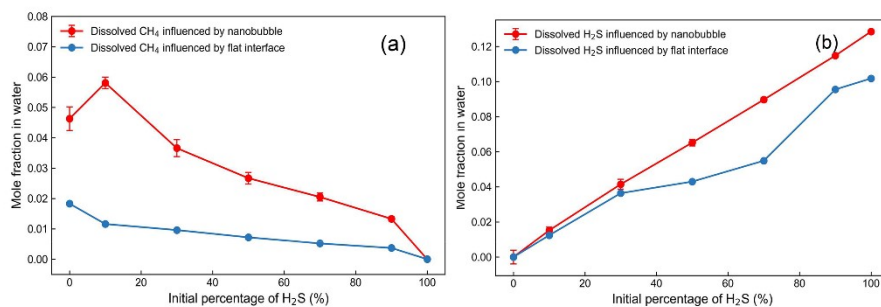 0.08
0.07
0.06
0.05
0.04
0.03
0.02
0.01
0.00
Mole fraction in water
Dissolved CH₄ influenced by nanobubble
Dissolved CH₄ influenced by flat interface
(a)
0 20 40 60 80 100
Initial percentage of H₂S (%)
0.12
0.10
0.08
0.06
0.04
0.02
0.00
Mole fraction in water
Dissolved H₂S influenced by nanobubble
Dissolved H₂S influenced by flat interface
(b)
0 20 40 60 80 100
Initial percentage of H₂S (%)